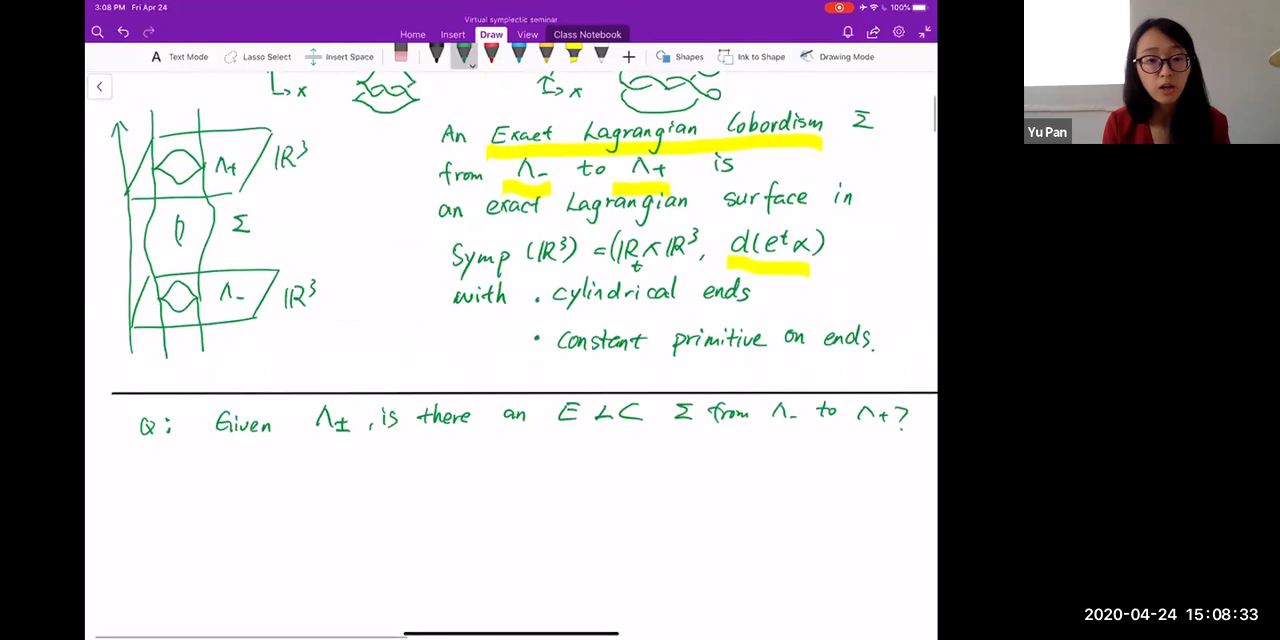 3:08 PM Fri Apr 24
100%
Virtual symplectic seminar
Home Insert Draw View Class Notebook
Text Mode Lasso Select Insert Space Shapes Ink to Shape Drawing Mode
x
x
An Exact Lagrangian Cobordism Σ
from Λ- to Λ+ is
an exact Lagrangian surface in
Symp (ℝ³) = (ℝt × ℝ³, d(e^t α)
with . cylindrical ends
• constant primitive on ends.
Λ+ ℝ³
Σ
Λ- ℝ³
Q: Given Λ±, is there an ELC Σ from Λ- to Λ+?
Yu Pan
2020-04-24 15:08:33